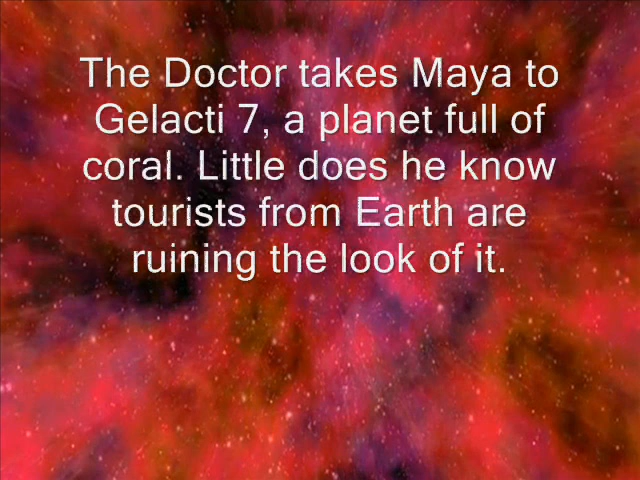 The Doctor takes Maya to
Gelacti 7, a planet full of
coral. Little does he know
tourists from Earth are
ruining the look of it.